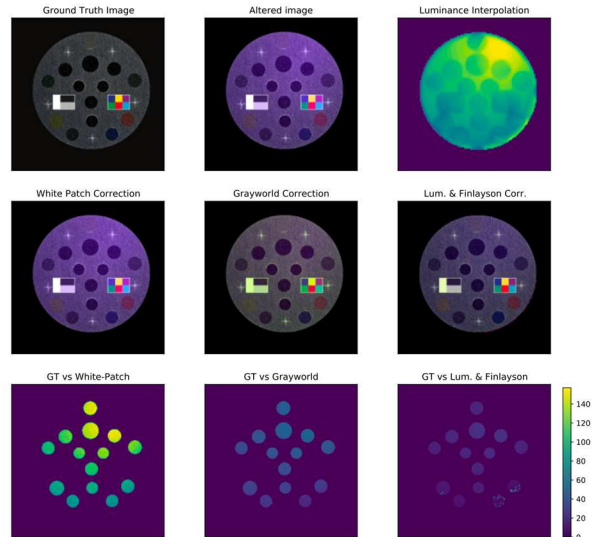 Ground Truth Image
Altered image
Luminance Interpolation
White Patch Correction
Grayworld Correction
Lum. & Finlayson Corr.
GT vs White-Patch
GT vs Grayworld
GT vs Lum. & Finlayson
140
120
100
80
60
40
20
0